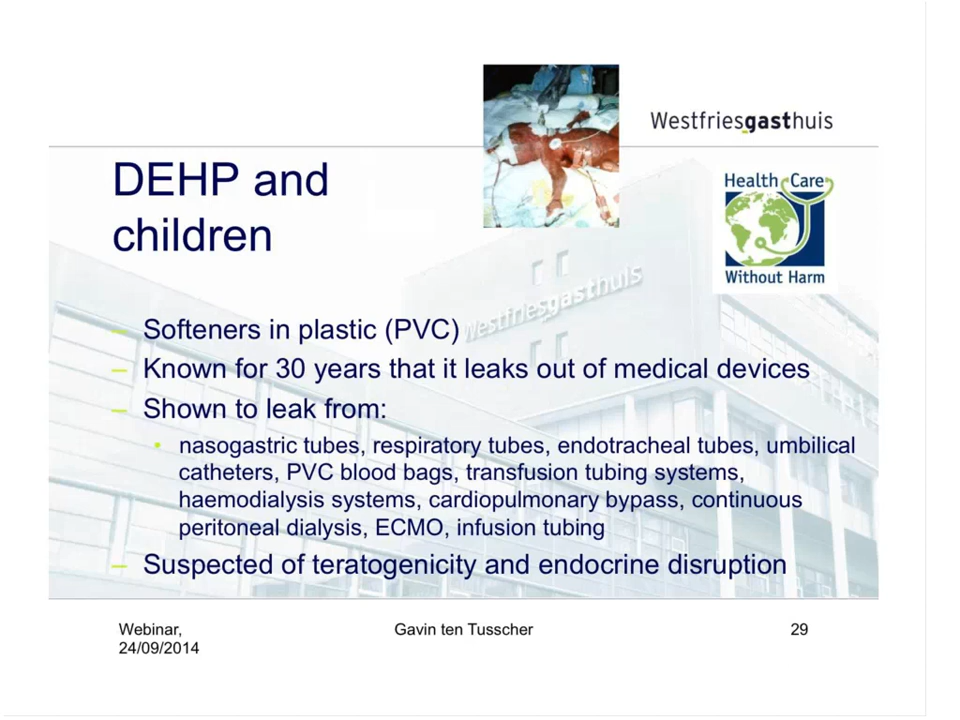 Westfriesgasthuis
DEHP and
children
Health Care
Without Harm
Westfriesgasthuis
– Softeners in plastic (PVC)
– Known for 30 years that it leaks out of medical devices
– Shown to leak from:
• nasogastric tubes, respiratory tubes, endotracheal tubes, umbilical
catheters, PVC blood bags, transfusion tubing systems,
haemodialysis systems, cardiopulmonary bypass, continuous
peritoneal dialysis, ECMO, infusion tubing
– Suspected of teratogenicity and endocrine disruption
Webinar,
24/09/2014
Gavin ten Tusscher
29